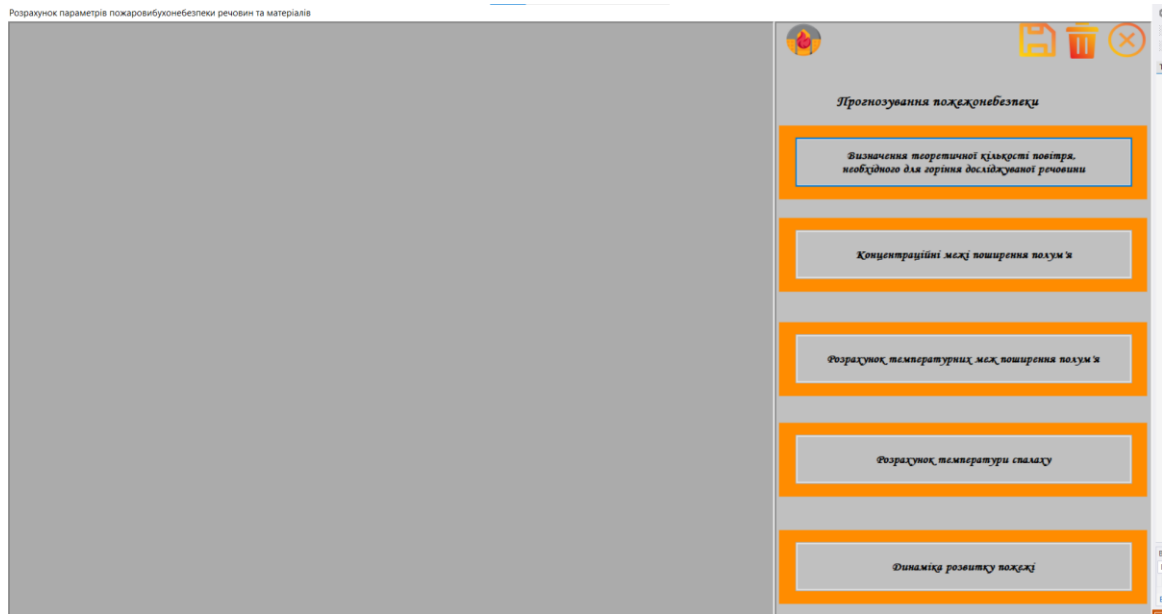 Розрахунок параметрів пожаровибухонебезпеки речовин та матеріалів
Прогнозування пожежонебезпеки
Визначення теоретичної кількості повітря,
необхідного для горіння досліджуваної речовини
Концентраційні межі поширення полум'я
Розрахунок температурних меж поширення полум'я
Розрахунок температури спалаху
Динаміка розвитку пожежі